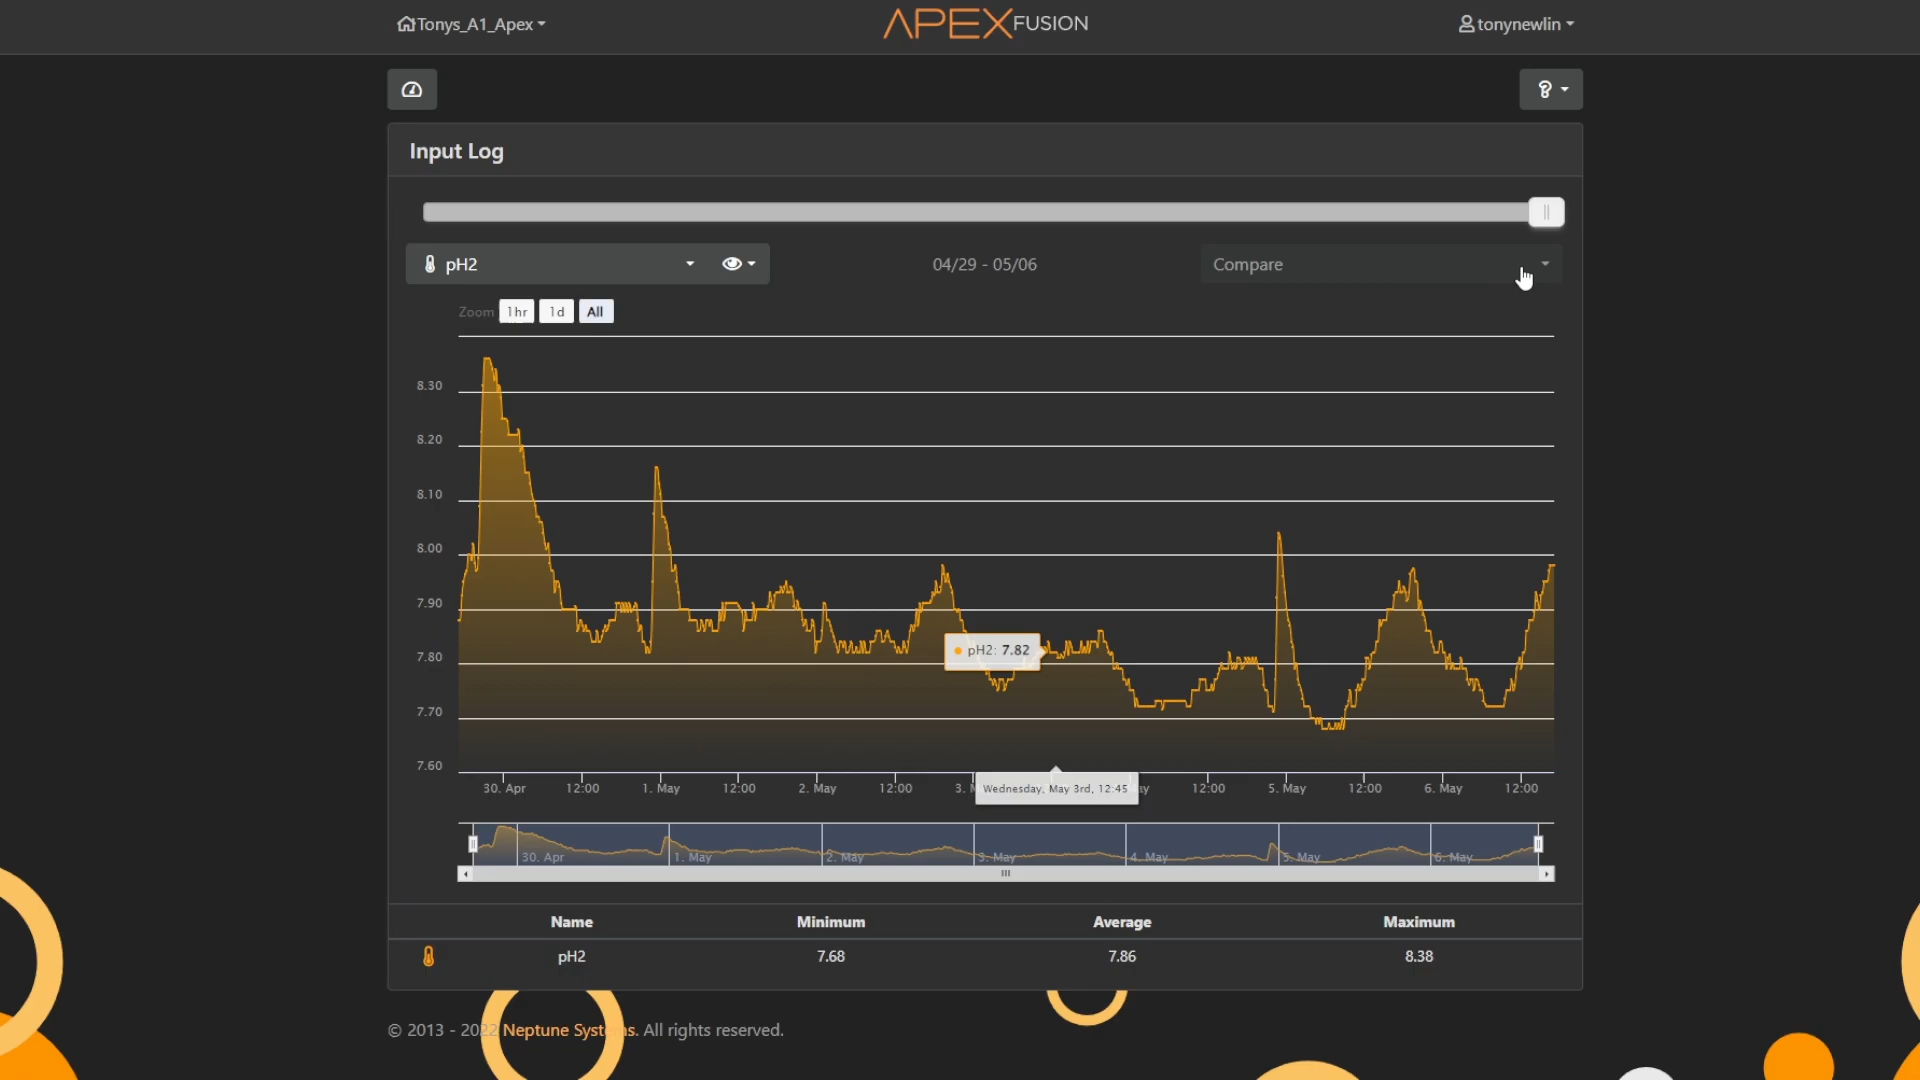 Tonys_A1_Apex
APEX FUSION
tonynewlin
Input Log
pH2
04/29 - 05/06
Compare
Zoom 1hr 1d All
8.30
8.20
8.10
8.00
7.90
7.80
7.70
7.60
pH2: 7.82
30. Apr 12:00 1. May 12:00 2. May 12:00 3. 12:00 5. May 12:00 6. May 12:00
Wednesday, May 3rd, 12:45
30. Apr 1. May 2. May 3. May 4. May 5. May 6. May
Name Minimum Average Maximum
pH2 7.68 7.86 8.38
© 2013 - 2022 Neptune Systems. All rights reserved.